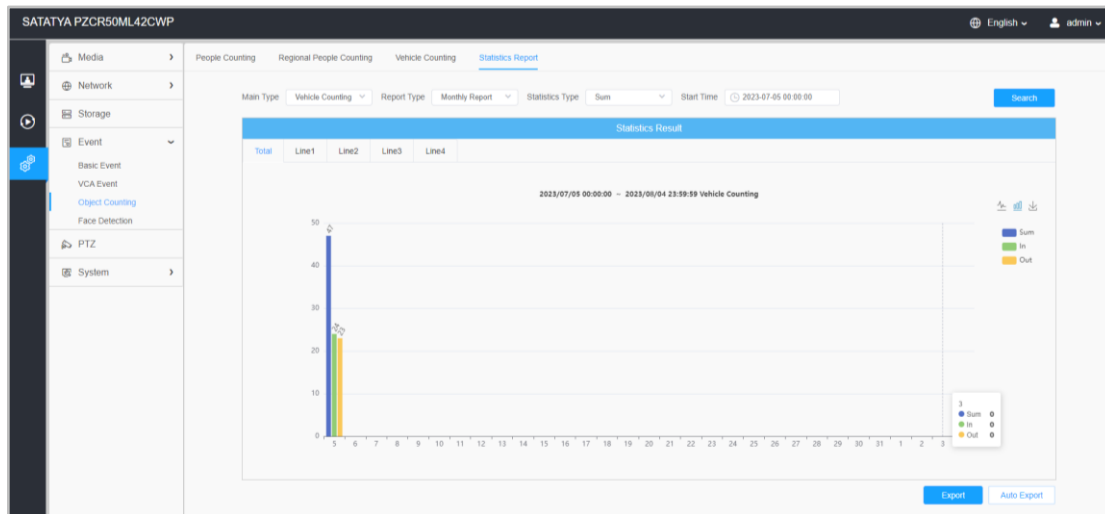 SATATYA PZCR50ML42CWP
English
admin
Media
Network
Storage
Event
Basic Event
VCA Event
Object Counting
Face Detection
PTZ
System
People Counting Regional People Counting Vehicle Counting Statistics Report
Main Type Vehicle Counting Report Type Monthly Report Statistics Type Sum Start Time 2023-07-05 00:00:00 Search
Statistics Result
Total Line1 Line2 Line3 Line4
2023/07/05 00:00:00 ~ 2023/08/04 23:59:59 Vehicle Counting
Sum
In
Out
50
40
30
20
10
0
47
24
23
5 6 7 8 9 10 11 12 13 14 15 16 17 18 19 20 21 22 23 24 25 26 27 28 29 30 31 1 2 3
3
Sum 0
In 0
Out 0
Export Auto Export